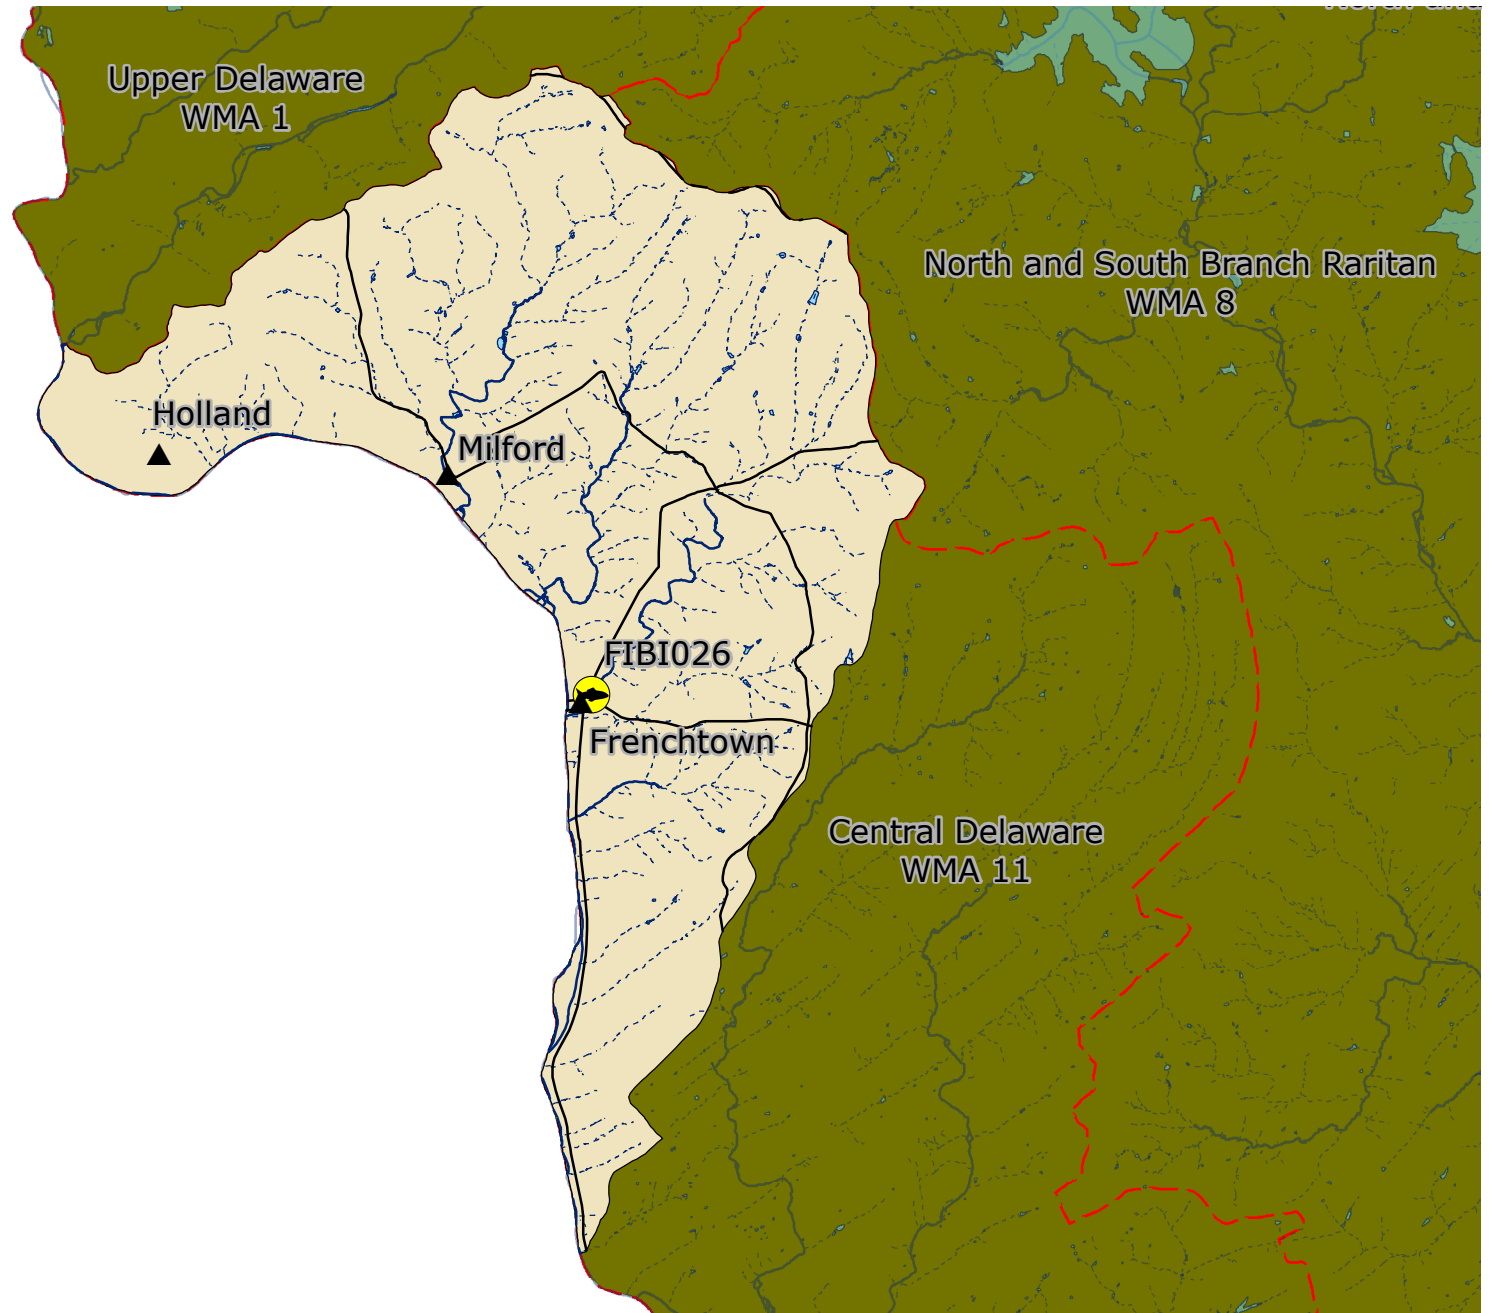 Upper Delaware
WMA 1
North and South Branch Raritan
WMA 8
Holland
Milford
FIBI026
Frenchtown
Central Delaware
WMA 11